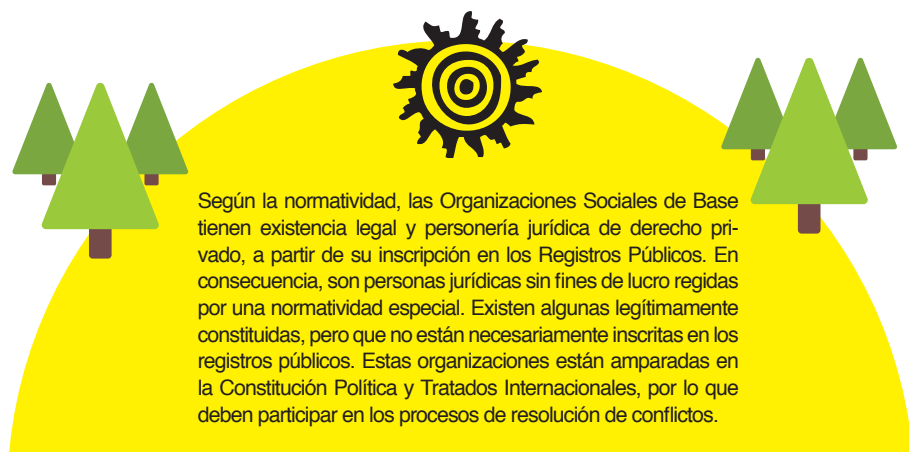 Según la normatividad, las Organizaciones Sociales de Base
tienen existencia legal y personería jurídica de derecho pri-
vado, a partir de su inscripción en los Registros Públicos. En
consecuencia, son personas jurídicas sin fines de lucro regidas
por una normatividad especial. Existen algunas legítimamente
constituidas, pero que no están necesariamente inscritas en los
registros públicos. Estas organizaciones están amparadas en
la Constitución Política y Tratados Internacionales, por lo que
deben participar en los procesos de resolución de conflictos.